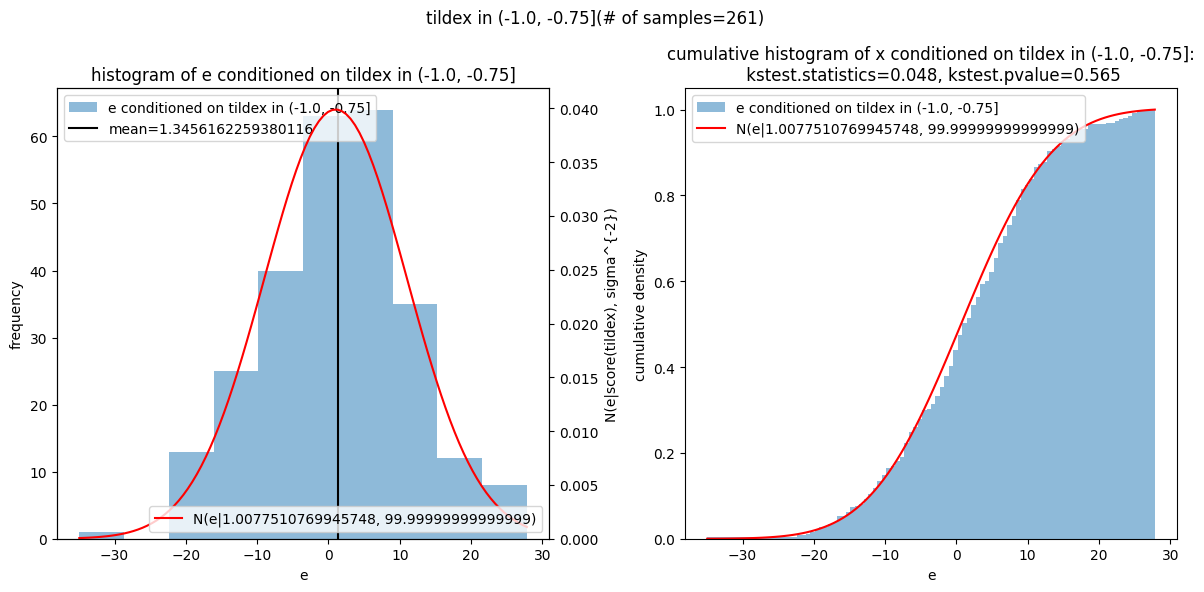 tildex in (-1.0, -0.75](# of samples=261)
histogram of e conditioned on tildex in (-1.0, -0.75]
e conditioned on tildex in (-1.0, -0.75]
mean=1.3456162259380116
N(e|1.0077510769945748, 99.99999999999999)
frequency
0
10
20
30
40
50
60
−30
−20
−10
0
10
20
30
e
0.000
0.005
0.010
0.015
0.020
0.025
0.030
0.035
0.040
N(e|score(tildex), sigma^{-2})
cumulative histogram of x conditioned on tildex in (-1.0, -0.75]:
kstest.statistics=0.048, kstest.pvalue=0.565
e conditioned on tildex in (-1.0, -0.75]
N(e|1.0077510769945748, 99.99999999999999)
cumulative density
0.0
0.2
0.4
0.6
0.8
1.0
−30
−20
−10
0
10
20
30
e